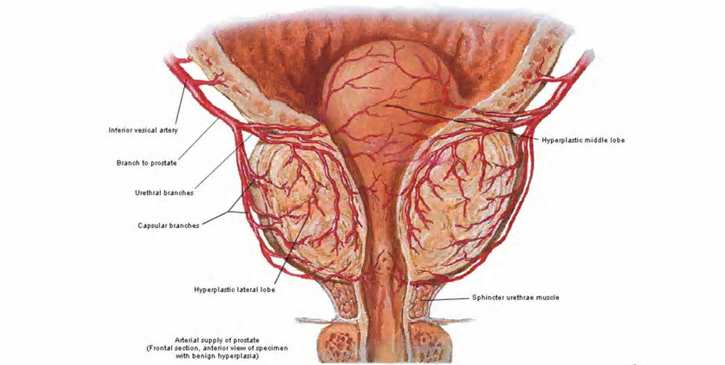 Inferior vesical artery
Branch to prostate
Urethral branches
Capsular branches
Hyperplastic lateral lobe
Hyperplastic middle lobe
Sphincter urethrae muscle
Arterial supply of prostate
(Frontal section, anterior view of specimen
with benign hyperplasia)